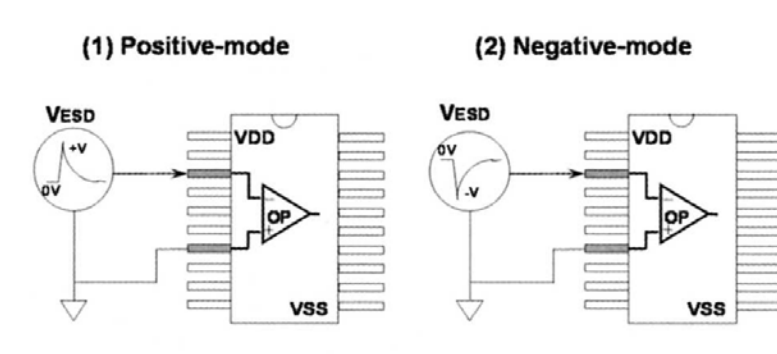 (1) Positive-mode
VESD
+V
0V
VDD
−
OP
+
VSS
(2) Negative-mode
VESD
0V
-V
VDD
−
OP
+
VSS